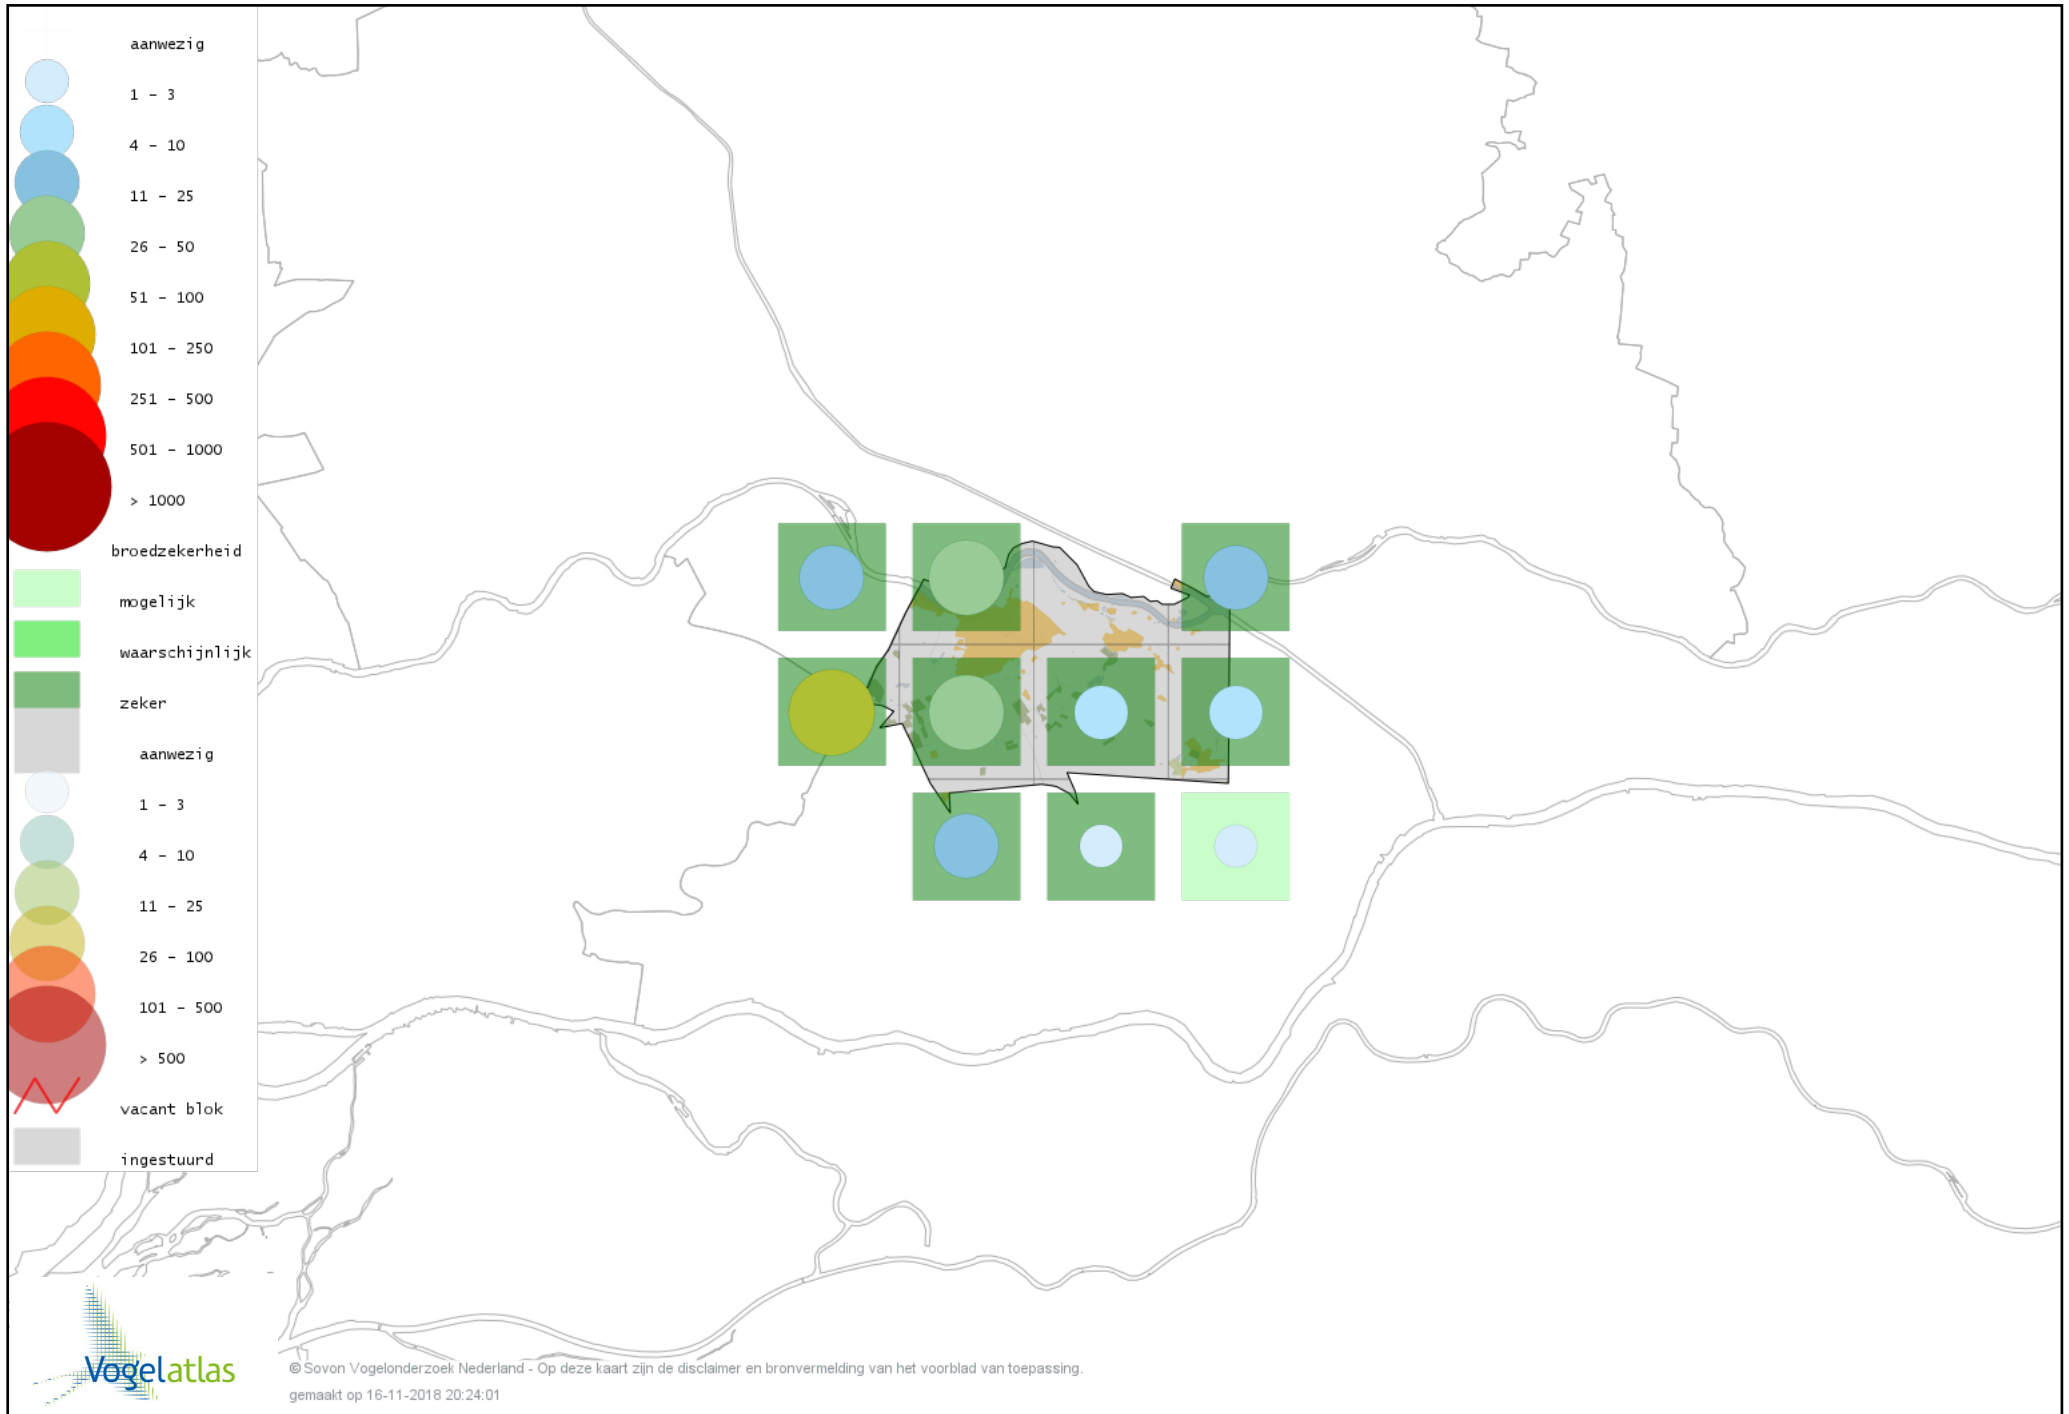 aanwezig
1 - 3
4 - 10
11 - 25
26 - 50
51 - 100
101 - 250
251 - 500
501 - 1000
> 1000
broedzekerheid
mogelijk
waarschijnlijk
zeker
aanwezig
1 - 3
4 - 10
11 - 25
26 - 100
101 - 500
> 500
vacant blok
ingestuurd
Vogelatlas
© Sovon Vogelonderzoek Nederland - Op deze kaart zijn de disclaimer en bronvermelding van het voorblad van toepassing.
gemaakt op 16-11-2018 20:24:01